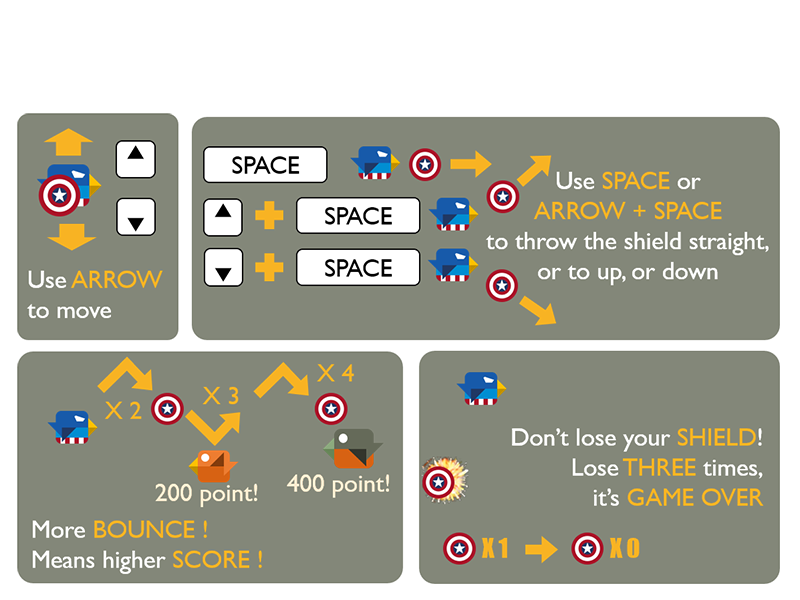 Use ARROW
to move
SPACE
SPACE
SPACE
Use SPACE or
ARROW + SPACE
to throw the shield straight,
or to up, or down
X 2
X 3
X 4
200 point!
400 point!
More BOUNCE !
Means higher SCORE !
Don't lose your SHIELD!
Lose THREE times,
it's GAME OVER
X1
X0